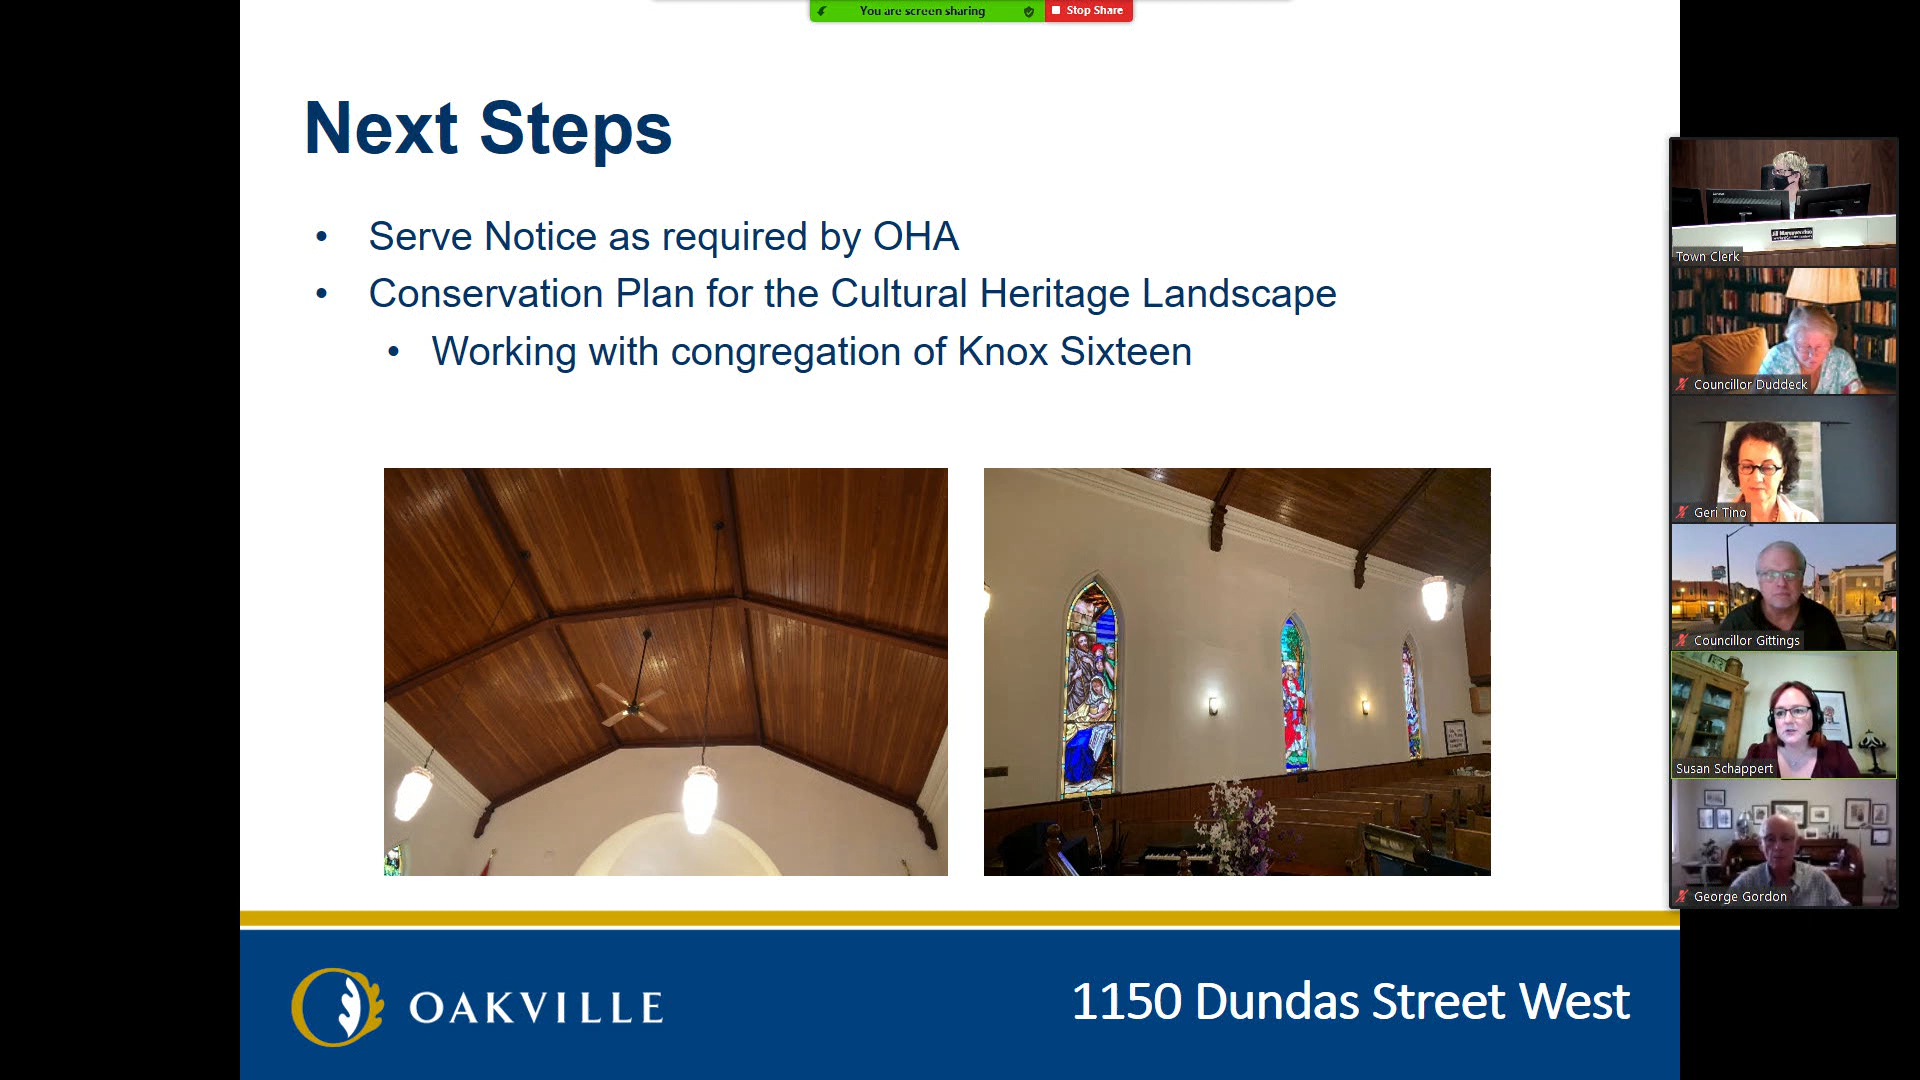 You are screen sharing
Stop Share
Next Steps
• Serve Notice as required by OHA
• Conservation Plan for the Cultural Heritage Landscape
• Working with congregation of Knox Sixteen
OAKVILLE
1150 Dundas Street West
Town Clerk
Councillor Duddeck
Geri Tino
Councillor Gittings
Susan Schappert
George Gordon